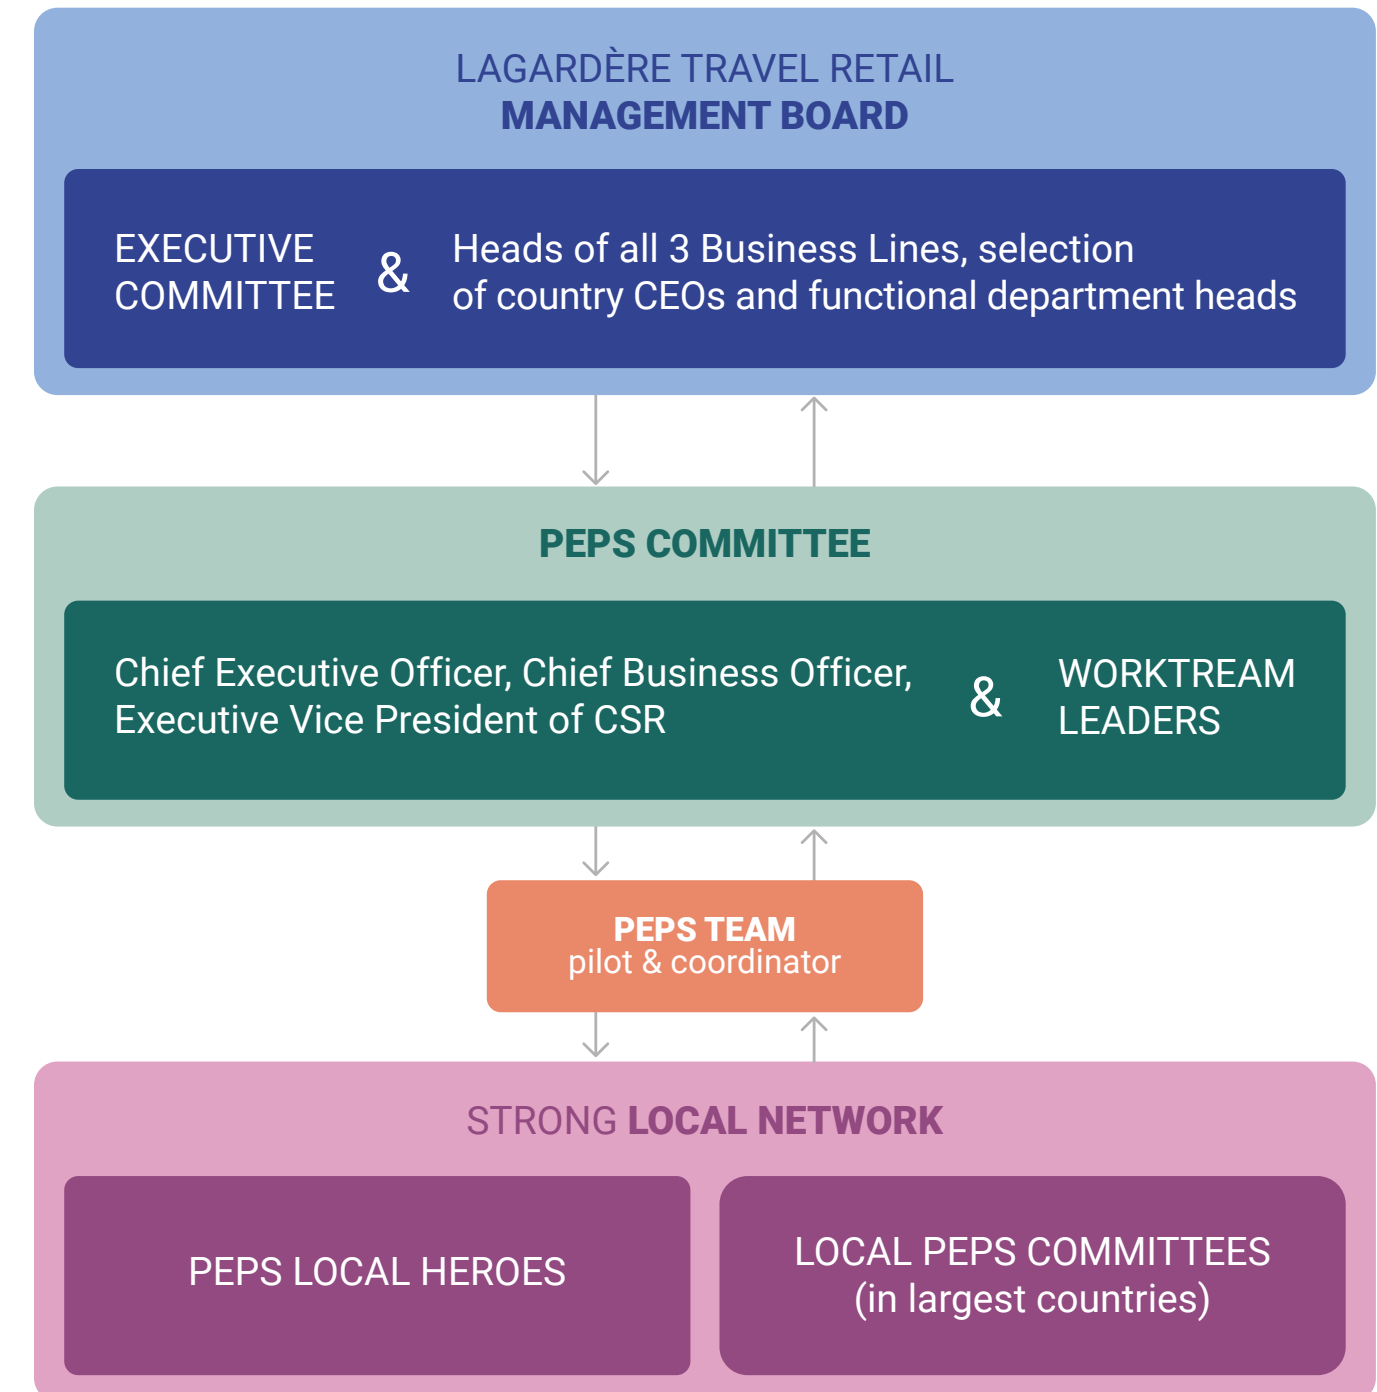 LAGARDÈRE TRAVEL RETAIL
MANAGEMENT BOARD
EXECUTIVE
COMMITTEE
&
Heads of all 3 Business Lines, selection
of country CEOs and functional department heads
PEPS COMMITTEE
Chief Executive Officer, Chief Business Officer,
Executive Vice President of CSR
&
WORKTREAM
LEADERS
PEPS TEAM
pilot & coordinator
STRONG LOCAL NETWORK
PEPS LOCAL HEROES
LOCAL PEPS COMMITTEES
(in largest countries)